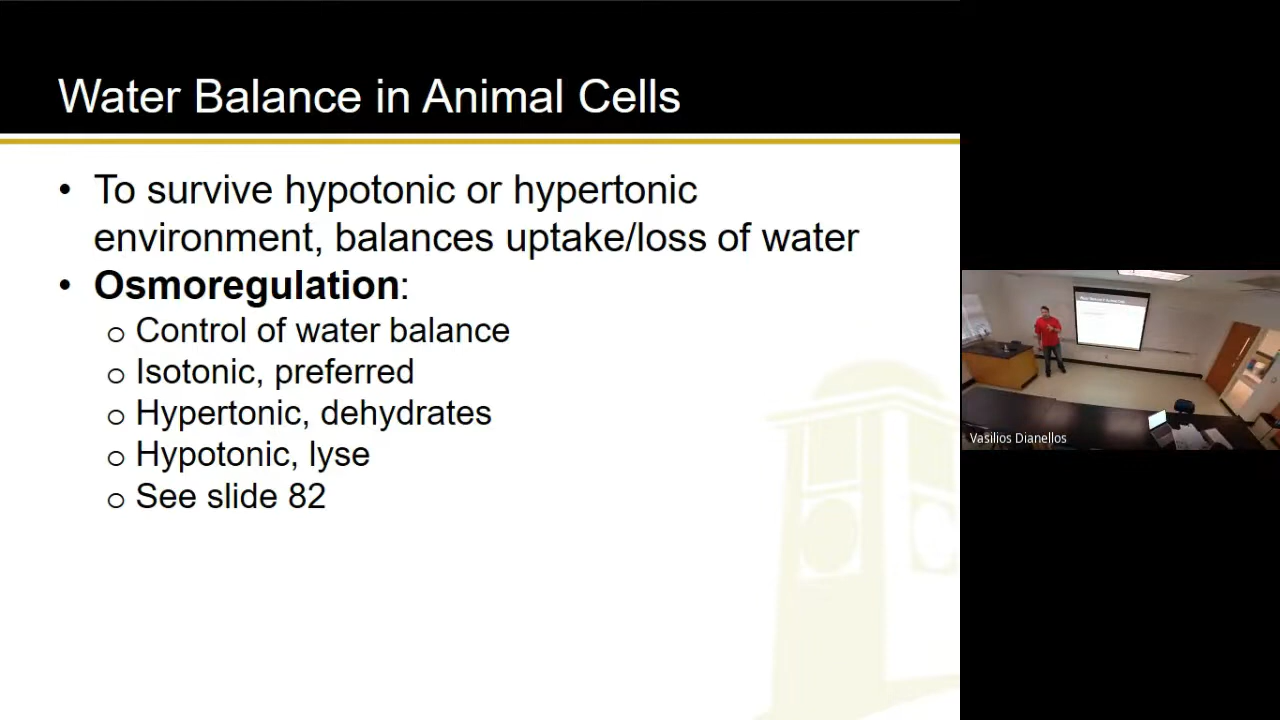 Water Balance in Animal Cells
• To survive hypotonic or hypertonic
environment, balances uptake/loss of water
• Osmoregulation:
o Control of water balance
o Isotonic, preferred
o Hypertonic, dehydrates
o Hypotonic, lyse
o See slide 82
Vasilios Dianellos